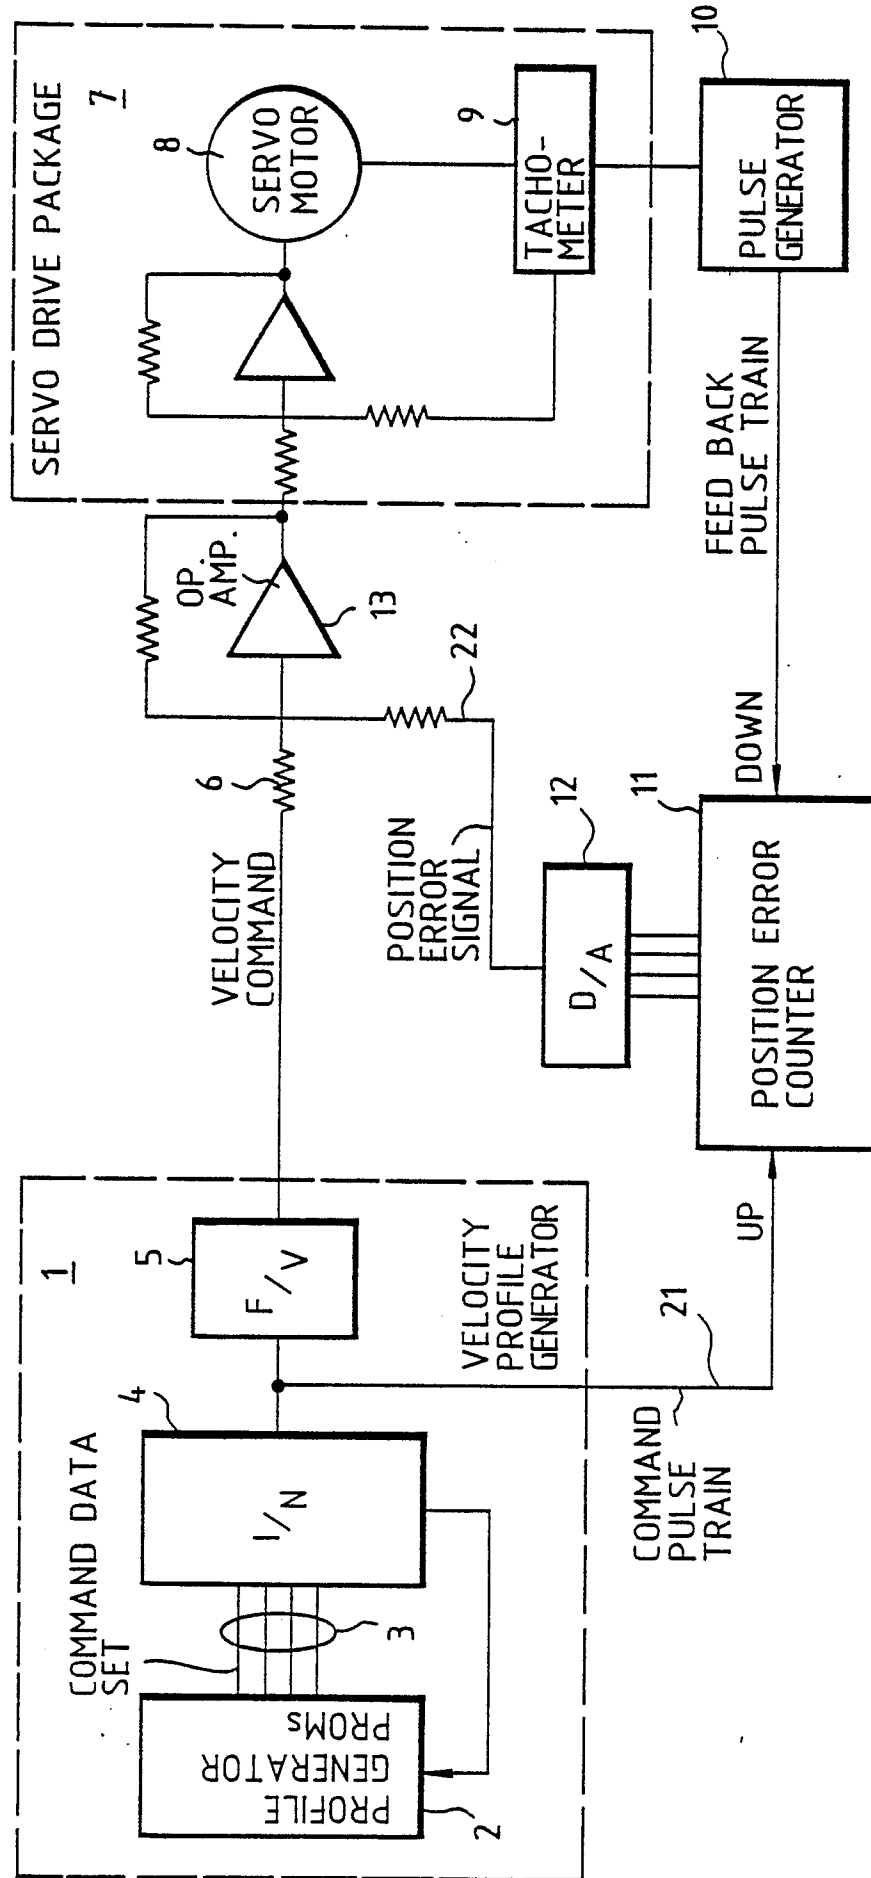 SERVO DRIVE PACKAGE
7
8
SERVO
MOTOR
9
TACHO-
METER
10
PULSE
GENERATOR
FEED BACK
PULSE TRAIN
DOWN
OP.
AMP.
13
22
6
VELOCITY
COMMAND
POSITION
ERROR
SIGNAL
12
D/A
11
POSITION ERROR
COUNTER
UP
1
5
F/V
VELOCITY
PROFILE
GENERATOR
4
I/N
COMMAND DATA
SET
3
PROFILE
GENERATOR
PROMs
2
21
COMMAND
PULSE
TRAIN